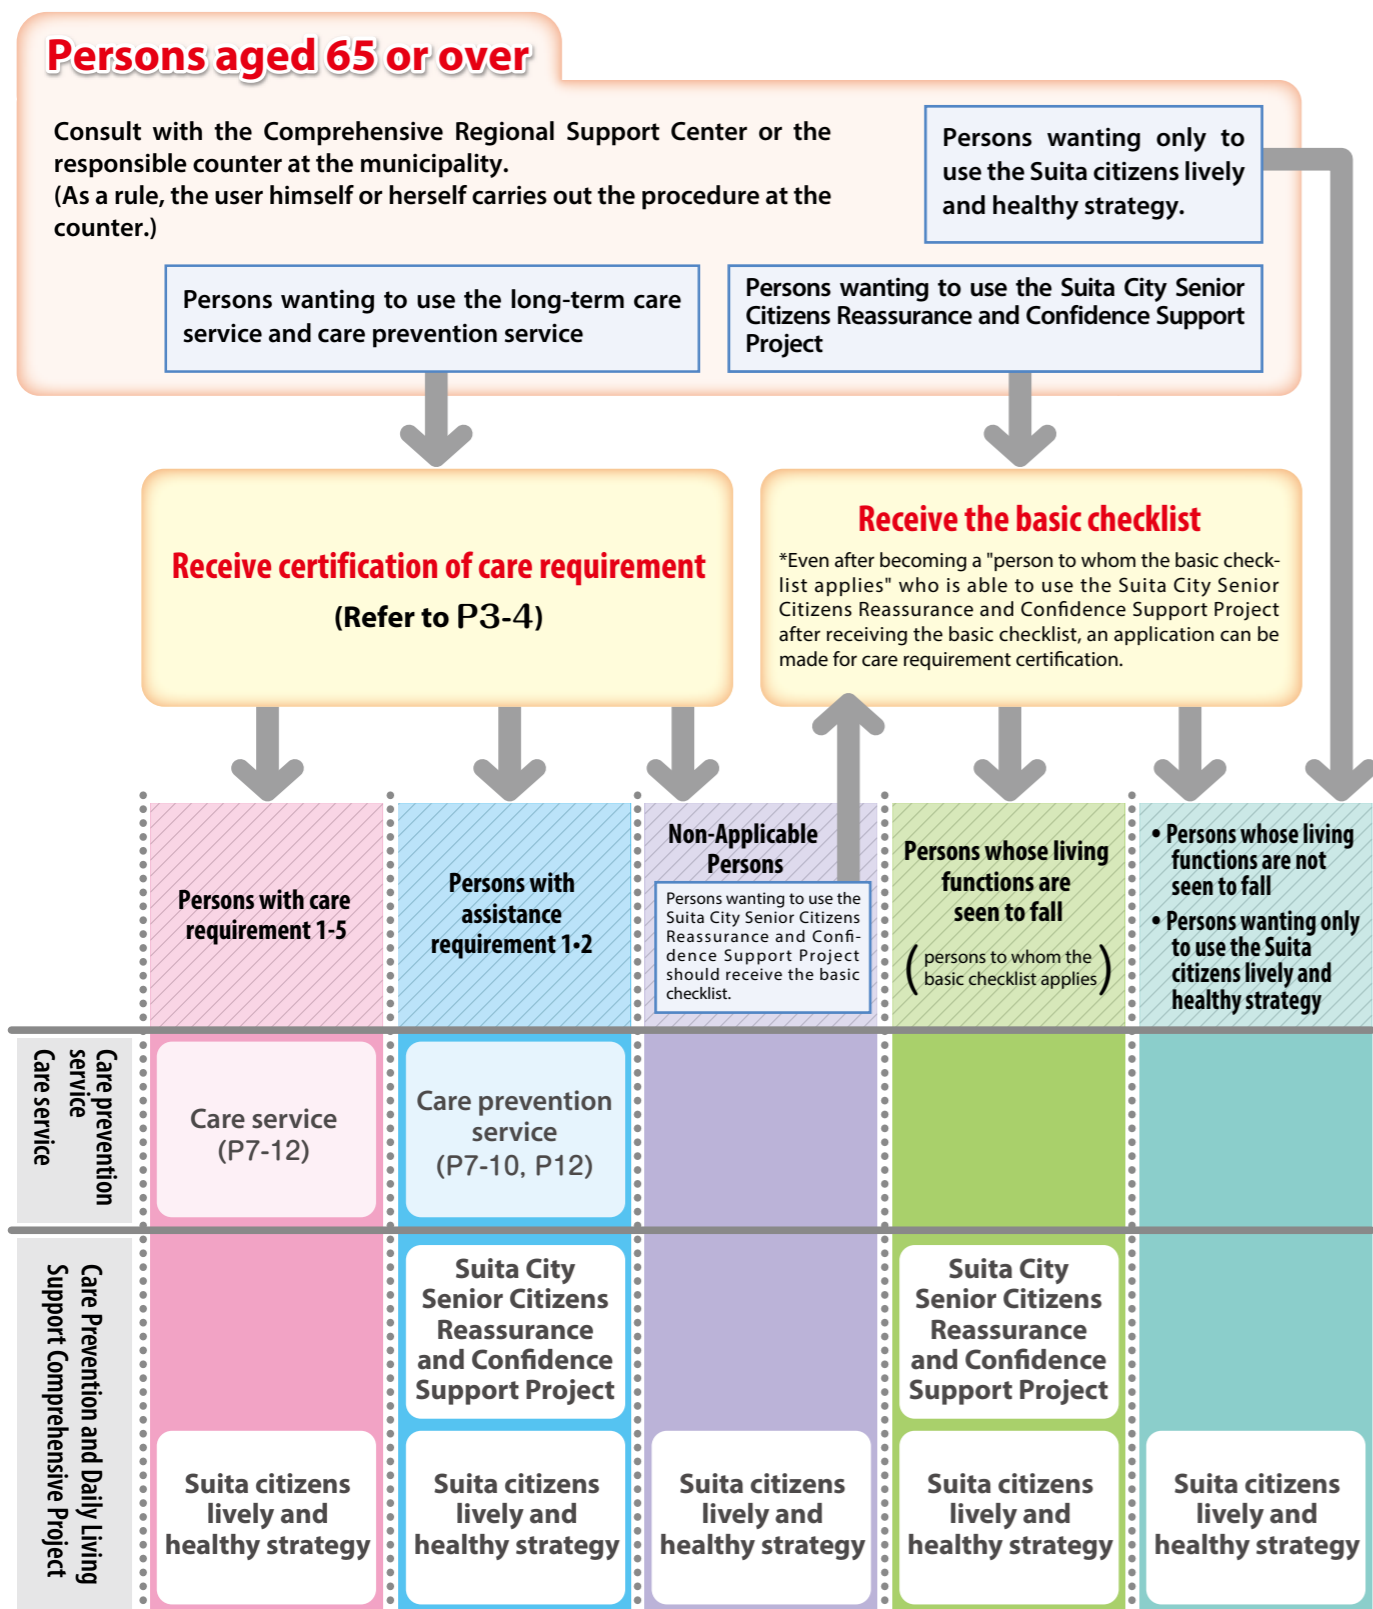 Persons aged 65 or over
Consult with the Comprehensive Regional Support Center or the
responsible counter at the municipality.
(As a rule, the user himself or herself carries out the procedure at the
counter.)
Persons wanting only to
use the Suita citizens lively
and healthy strategy.
Persons wanting to use the long-term care
service and care prevention service
Persons wanting to use the Suita City Senior
Citizens Reassurance and Confidence Support
Project
Receive certification of care requirement
(Refer to P3-4)
Receive the basic checklist
*Even after becoming a "person to whom the basic check-
list applies" who is able to use the Suita City Senior
Citizens Reassurance and Confidence Support Project
after receiving the basic checklist, an application can be
made for care requirement certification.
Persons with care
requirement 1-5
Persons with
assistance
requirement 1•2
Non-Applicable
Persons
Persons wanting to use the
Suita City Senior Citizens
Reassurance and Confi-
dence Support Project
should receive the basic
checklist.
Persons whose living
functions are
seen to fall
(persons to whom the
basic checklist applies)
• Persons whose living
functions are not
seen to fall
• Persons wanting only
to use the Suita
citizens lively and
healthy strategy
Care prevention
service
Care service
Care service
(P7-12)
Care prevention
service
(P7-10, P12)
Care Prevention and Daily Living
Support Comprehensive Project
Suita City
Senior Citizens
Reassurance
and Confidence
Support Project
Suita City
Senior Citizens
Reassurance
and Confidence
Support Project
Suita citizens
lively and
healthy strategy
Suita citizens
lively and
healthy strategy
Suita citizens
lively and
healthy strategy
Suita citizens
lively and
healthy strategy
Suita citizens
lively and
healthy strategy